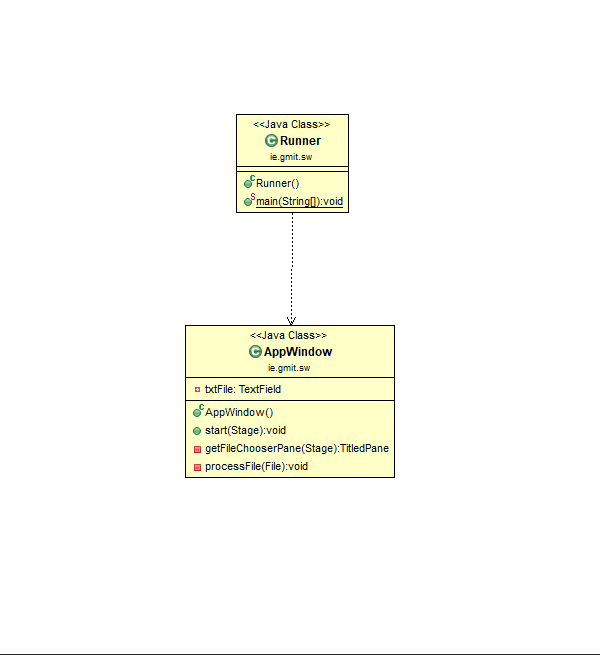 <<Java Class>>
Runner
ie.gmit.sw
Runner()
main(String[]):void
<<Java Class>>
AppWindow
ie.gmit.sw
txtFile: TextField
AppWindow()
start(Stage):void
getFileChooserPane(Stage):TitledPane
processFile(File):void